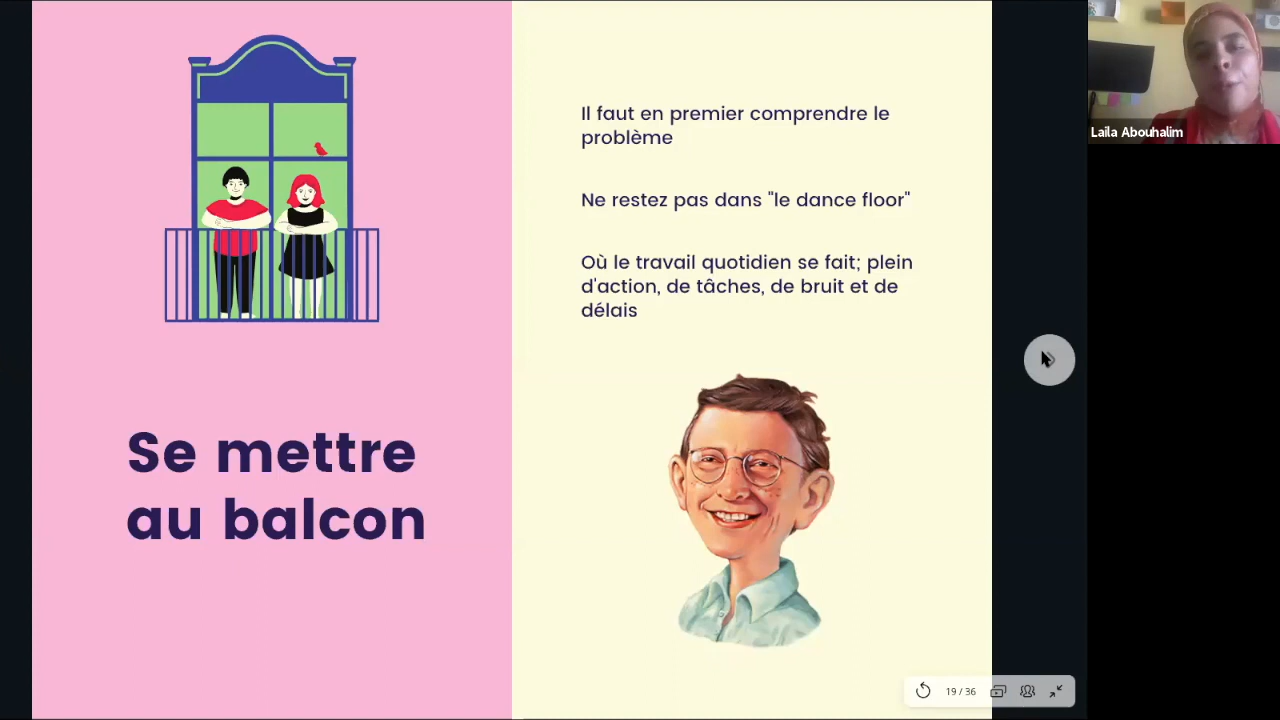 Se mettre
au balcon
Il faut en premier comprendre le
problème
Ne restez pas dans "le dance floor"
Où le travail quotidien se fait; plein
d'action, de tâches, de bruit et de
délais
19 / 36
Laila Abouhalim